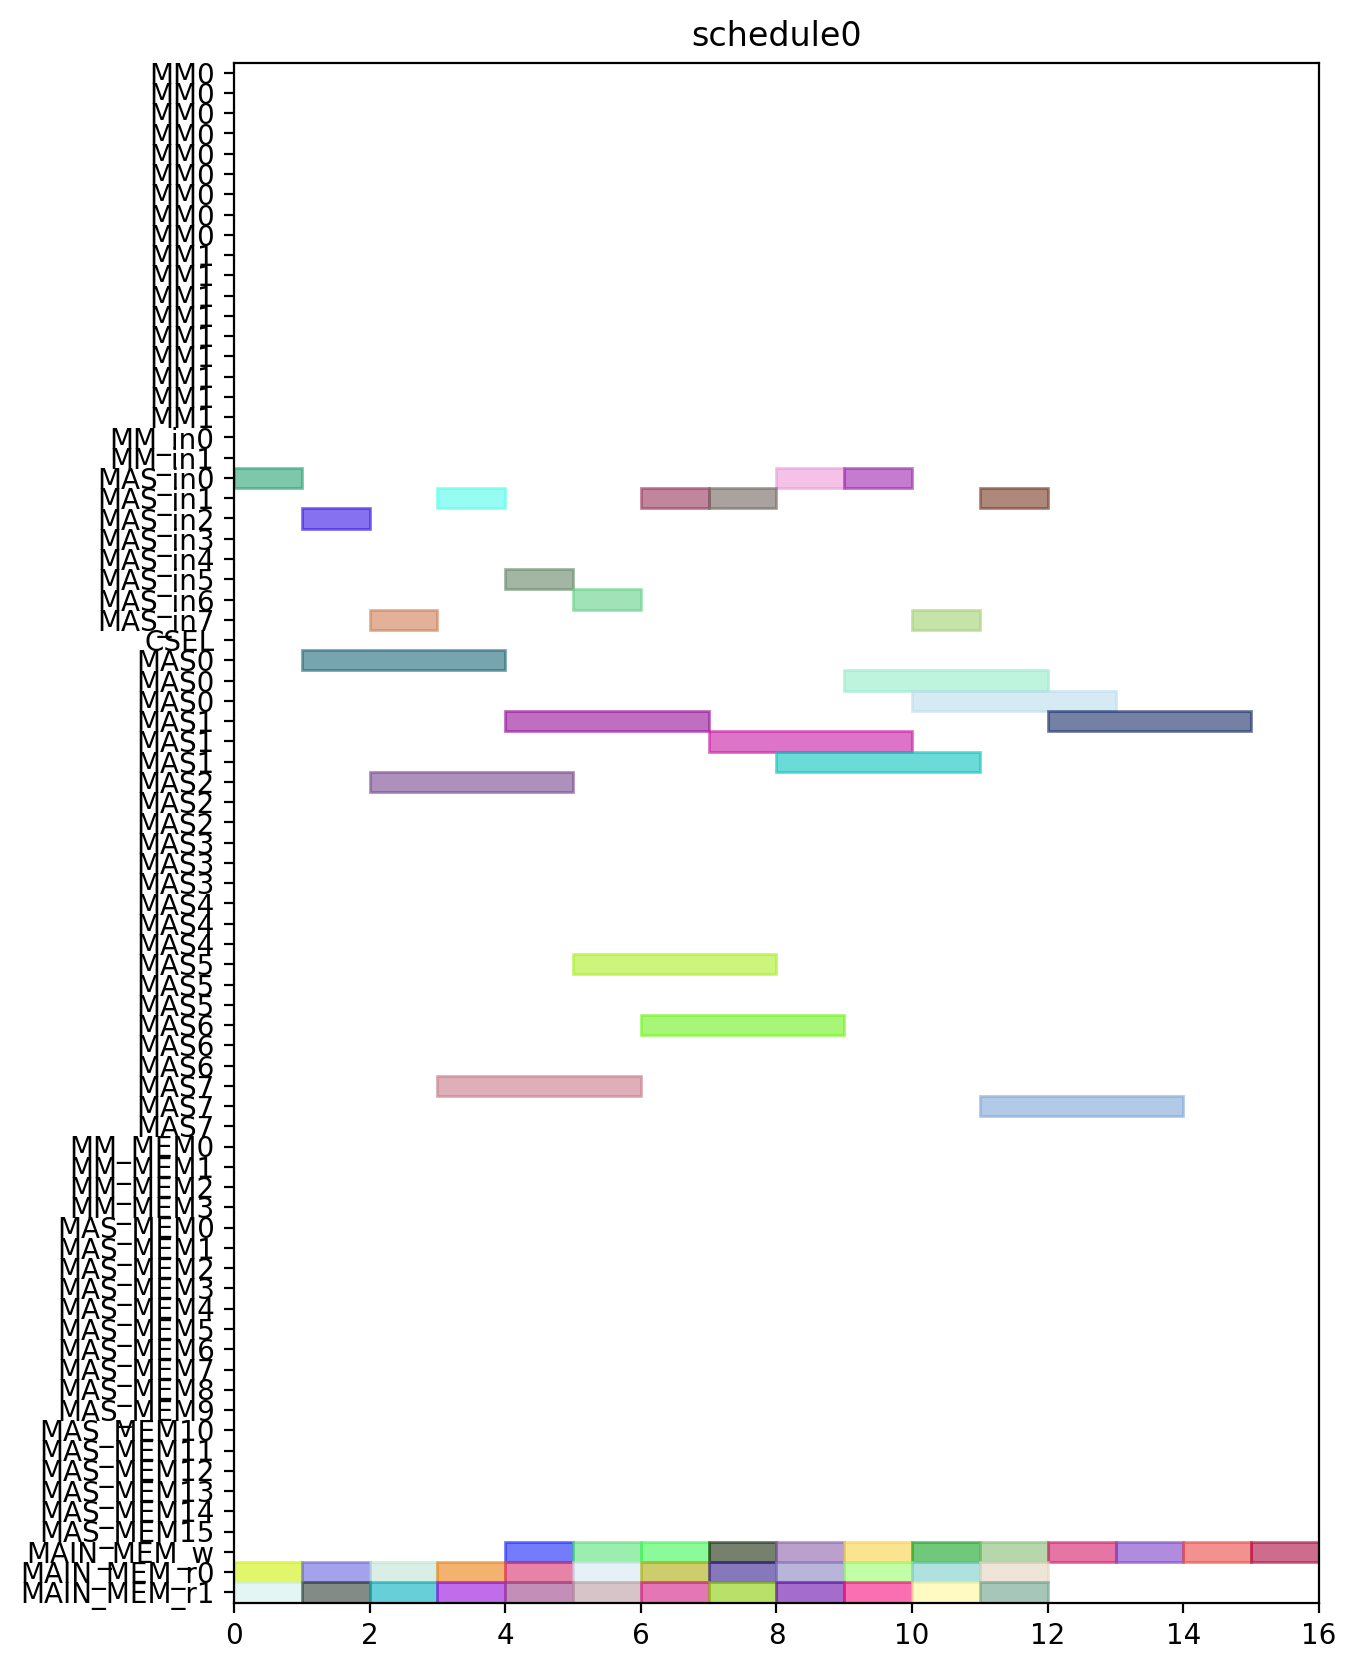 schedule0
MM0
MM0
MM0
MM0
MM0
MM0
MM0
MM0
MM0
MM1
MM1
MM1
MM1
MM1
MM1
MM1
MM1
MM1
MM_in0
MM_in1
MAS_in0
MAS_in1
MAS_in2
MAS_in3
MAS_in4
MAS_in5
MAS_in6
MAS_in7
CSEL
MAS0
MAS0
MAS0
MAS1
MAS1
MAS1
MAS2
MAS2
MAS2
MAS3
MAS3
MAS3
MAS4
MAS4
MAS4
MAS5
MAS5
MAS5
MAS6
MAS6
MAS6
MAS7
MAS7
MAS7
MM_MEM0
MM_MEM1
MM_MEM2
MM_MEM3
MAS_MEM0
MAS_MEM1
MAS_MEM2
MAS_MEM3
MAS_MEM4
MAS_MEM5
MAS_MEM6
MAS_MEM7
MAS_MEM8
MAS_MEM9
MAS_MEM10
MAS_MEM11
MAS_MEM12
MAS_MEM13
MAS_MEM14
MAS_MEM15
MAIN_MEM_w
MAIN_MEM_r0
MAIN_MEM_r1
0 2 4 6 8 10 12 14 16